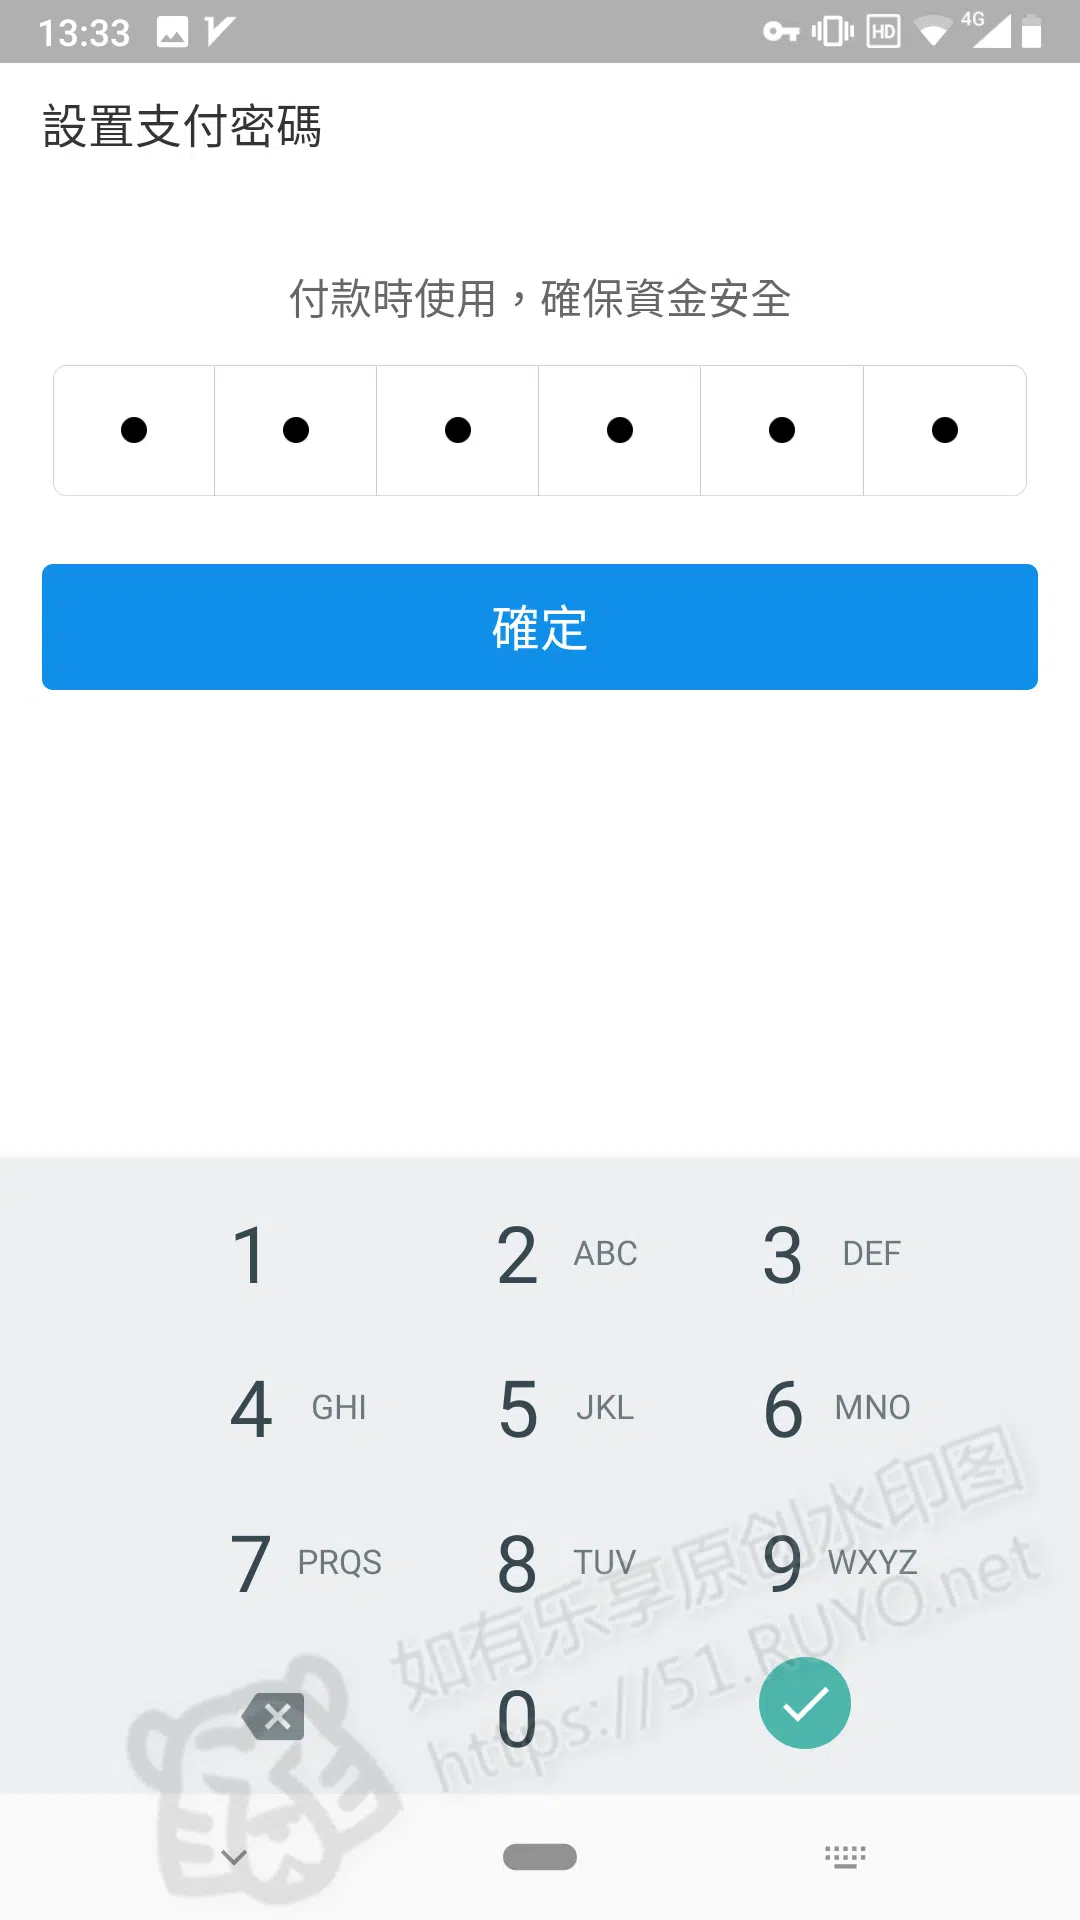 13:33 HD 4G
設置支付密碼
付款時使用，確保資金安全
確定
1 2 ABC 3 DEF
4 GHI 5 JKL 6 MNO
7 PRQS 8 TUV 9 WXYZ
0
如有乐享原创水印图
https://51.RUYO.net